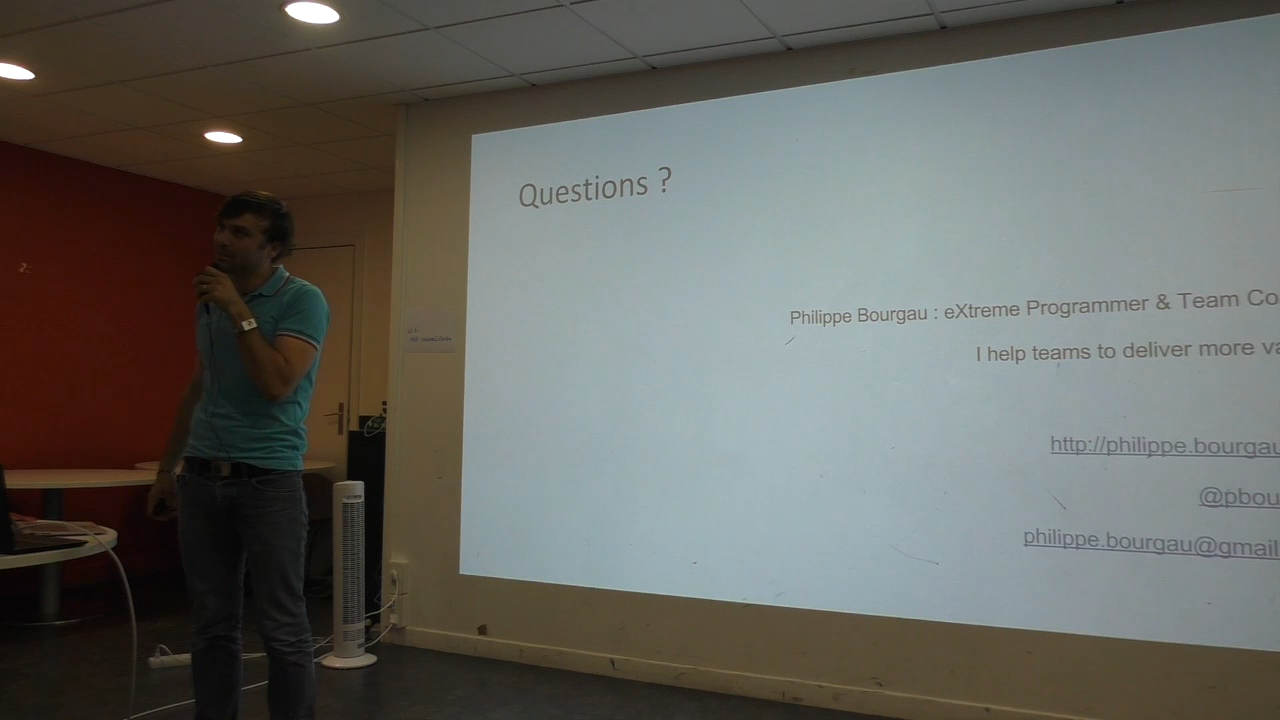 Questions ?
Philippe Bourgau : eXtreme Programmer & Team Co
I help teams to deliver more va
http://philippe.bourgau
@pbou
philippe.bourgau@gmail